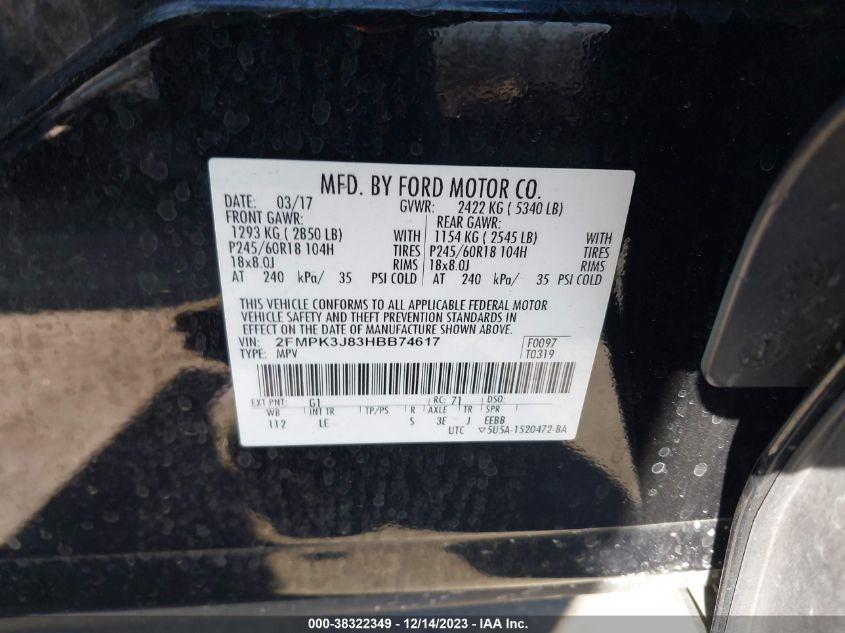 MFD. BY FORD MOTOR CO.
DATE: 03/17 GVWR: 2422 KG ( 5340 LB)
FRONT GAWR: REAR GAWR:
1293 KG ( 2850 LB) WITH 1154 KG ( 2545 LB) WITH
P245/60R18 104H TIRES P245/60R18 104H TIRES
18x8.0J RIMS 18x8.0J RIMS
AT 240 kPa/ 35 PSI COLD AT 240 kPa/ 35 PSI COLD
THIS VEHICLE CONFORMS TO ALL APPLICABLE FEDERAL MOTOR
VEHICLE SAFETY AND THEFT PREVENTION STANDARDS IN
EFFECT ON THE DATE OF MANUFACTURE SHOWN ABOVE.
VIN: 2FMPK3J83HBB74617 F0097
TYPE: MPV T0319
EXT PNT: G1 RC: 71 DSO:
WB INT TR TP/PS R AXLE TR SPR
112 LE S 3E J EEBB
UTC ▽5U5A-1520472-BA
000-38322349 - 12/14/2023 - IAA Inc.